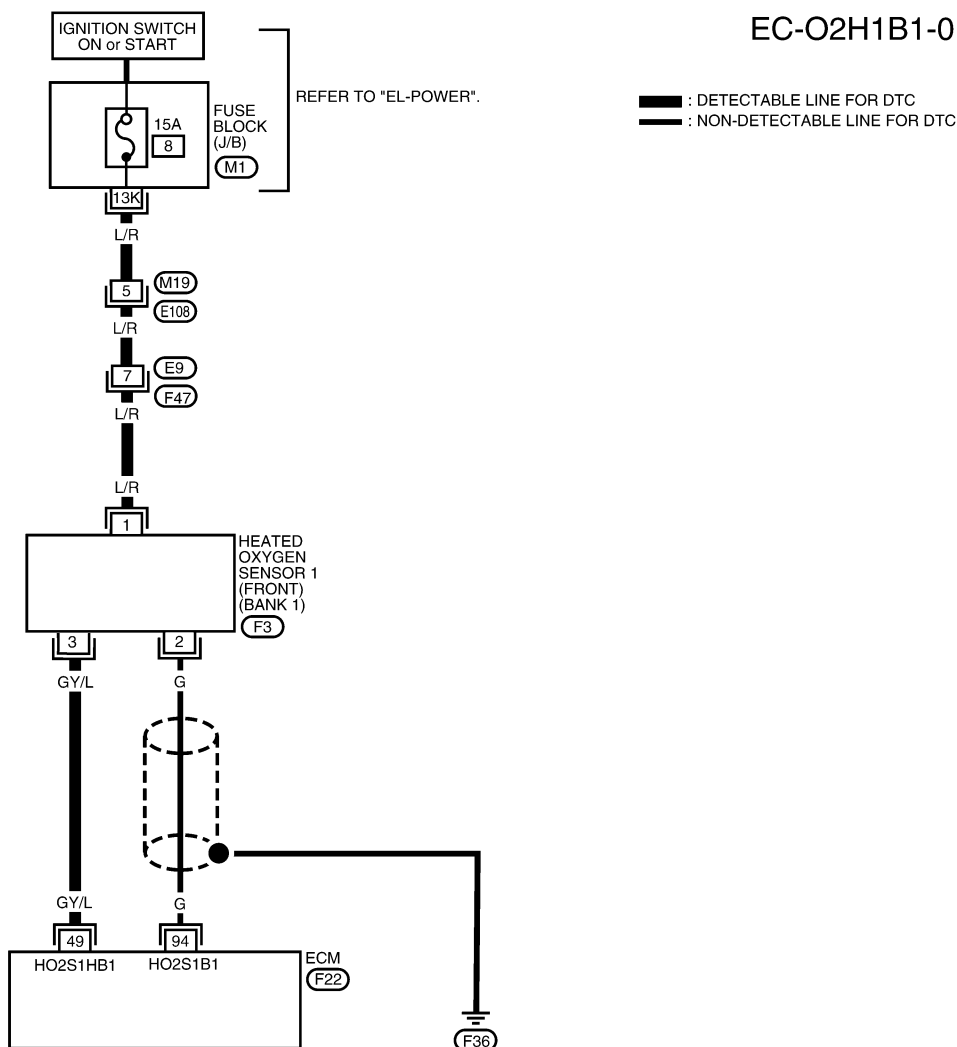 EC-O2H1B1-0
IGNITION SWITCH
ON or START
REFER TO "EL-POWER".
: DETECTABLE LINE FOR DTC
: NON-DETECTABLE LINE FOR DTC
15A
8
FUSE
BLOCK
(J/B)
M1
13K
L/R
5
M19
E108
L/R
7
E9
F47
L/R
L/R
1
HEATED
OXYGEN
SENSOR 1
(FRONT)
(BANK 1)
F3
3
2
GY/L
G
GY/L
G
49
94
HO2S1HB1
HO2S1B1
ECM
F22
F36